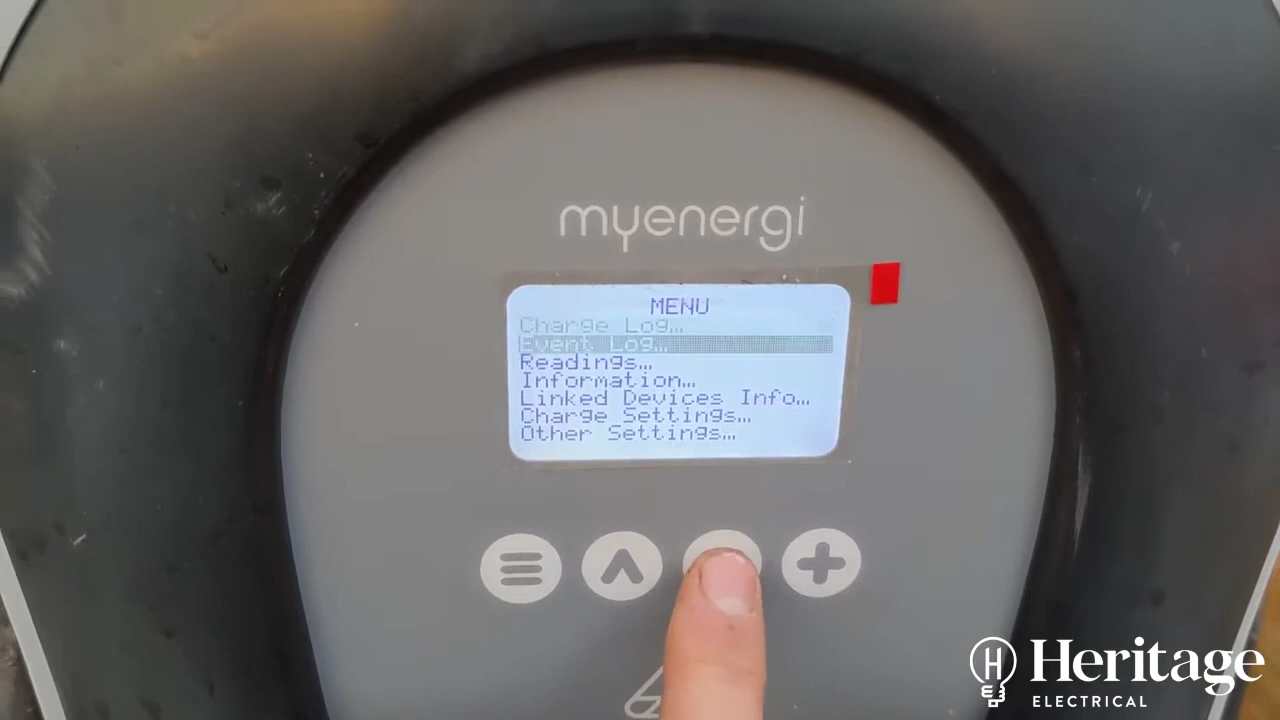 myenergi
MENU
Charge Log...
Event Log...
Readings...
Information...
Linked Devices Info...
Charge Settings...
Other Settings...
H
Heritage
ELECTRICAL